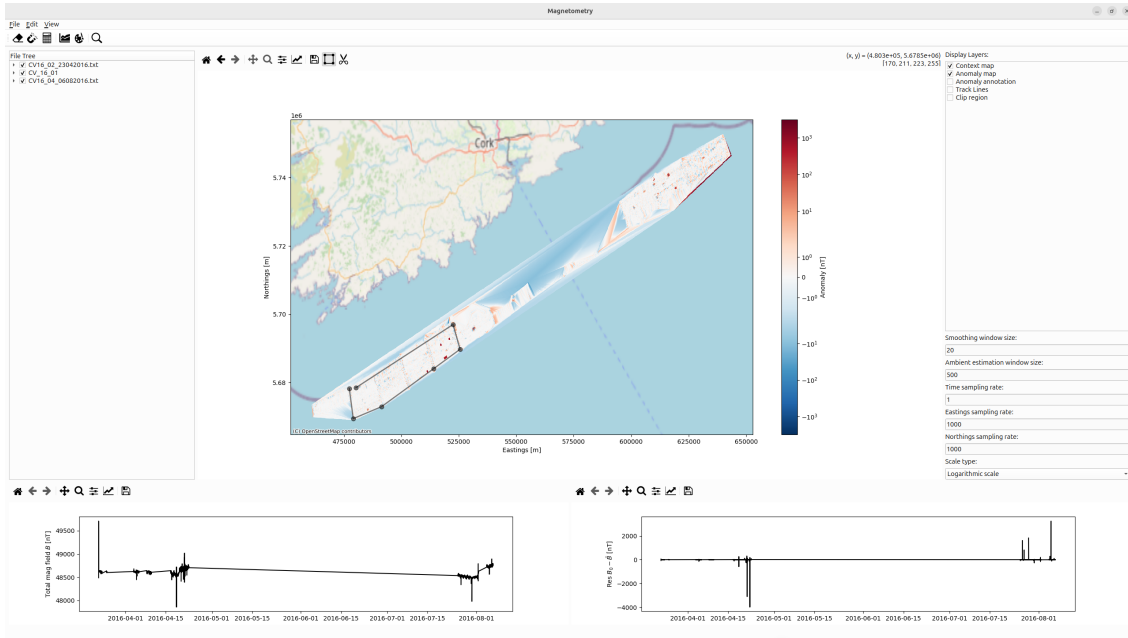 Magnetometry
File Edit View
File Tree
CV16_02_23042016.txt
CV_16_01
CV16_04_06082016.txt
(x, y) = (4.803e+05, 5.6785e+06)
[170, 211, 223, 255]
Display Layers:
Context map
Anomaly map
Anomaly annotation
Track Lines
Clip region
1e6
Cork
5.74
5.72
5.70
5.68
Northings [m]
(C) OpenStreetMap contributors
475000 500000 525000 550000 575000 600000 625000 650000
Eastings [m]
10³
10²
10¹
10⁰
0
−10⁰
−10¹
−10²
−10³
Anomaly [nT]
Smoothing window size:
20
Ambient estimation window size:
500
Time sampling rate:
1
Eastings sampling rate:
1000
Northings sampling rate:
1000
Scale type:
Logarithmic scale
49500
49000
48500
48000
Total mag field B [nT]
2016-04-01 2016-04-15 2016-05-01 2016-05-15 2016-06-01 2016-06-15 2016-07-01 2016-07-15 2016-08-01
2000
0
−2000
−4000
2016-04-01 2016-04-15 2016-05-01 2016-05-15 2016-06-01 2016-06-15 2016-07-01 2016-07-15 2016-08-01